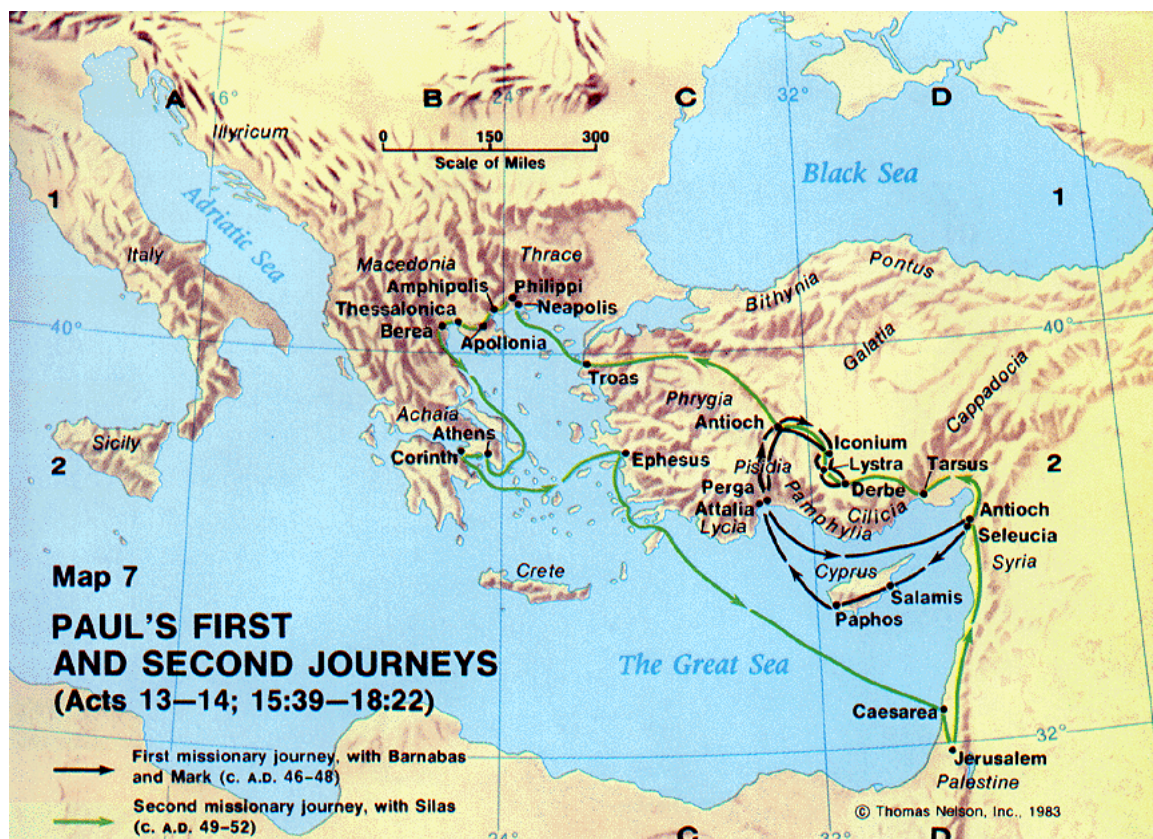 A
16°
B
24°
C
32°
D
Illyricum
0 150 300
Scale of Miles
Black Sea
1
1
Adriatic Sea
Italy
Macedonia
Thrace
Pontus
Bithynia
Amphipolis
Philippi
Thessalonica
Neapolis
40°
Berea
Apollonia
40°
Galatia
Troas
Cappadocia
Phrygia
Achaia
Antioch
Sicily
Athens
Iconium
2
Corinth
Ephesus
Pisidia
Lystra
Tarsus
2
Perga
Derbe
Attalia
Pamphylia
Cilicia
Antioch
Lycia
Seleucia
Syria
Map 7
Crete
Cyprus
Salamis
Paphos
PAUL'S FIRST
AND SECOND JOURNEYS
(Acts 13—14; 15:39—18:22)
The Great Sea
Caesarea
32°
Jerusalem
Palestine
First missionary journey, with Barnabas
and Mark (C. A.D. 46–48)
Second missionary journey, with Silas
(C. A.D. 49–52)
© Thomas Nelson, Inc., 1983